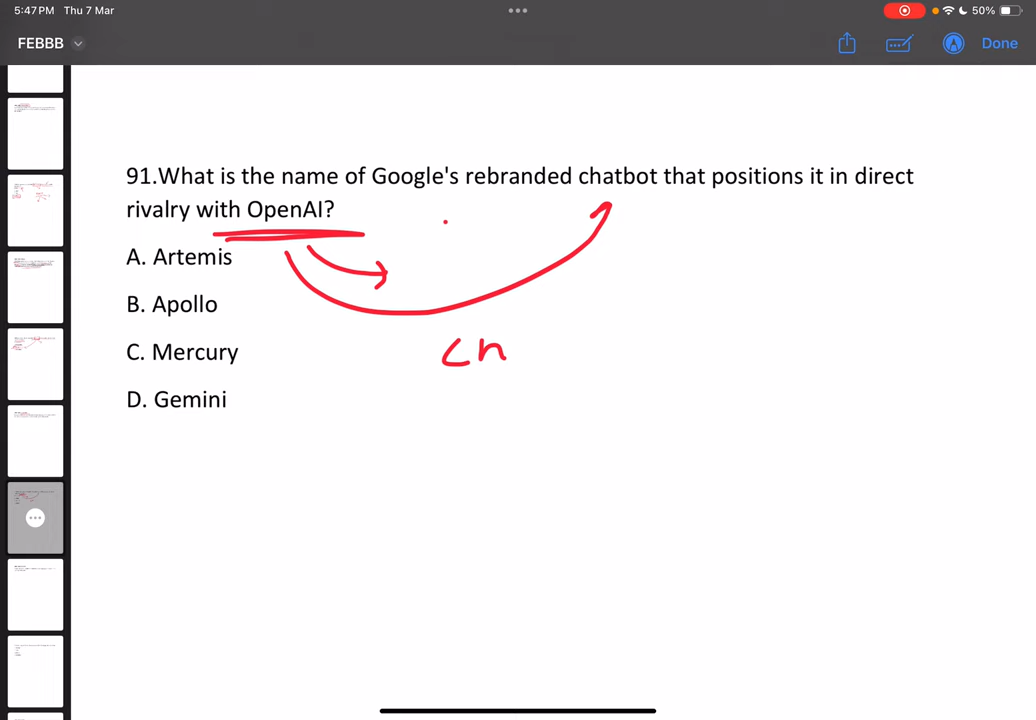 5:47 PM Thu 7 Mar
50%
FEBBB
Done
91.What is the name of Google's rebranded chatbot that positions it in direct
rivalry with OpenAI?
A. Artemis
B. Apollo
C. Mercury
ch
D. Gemini